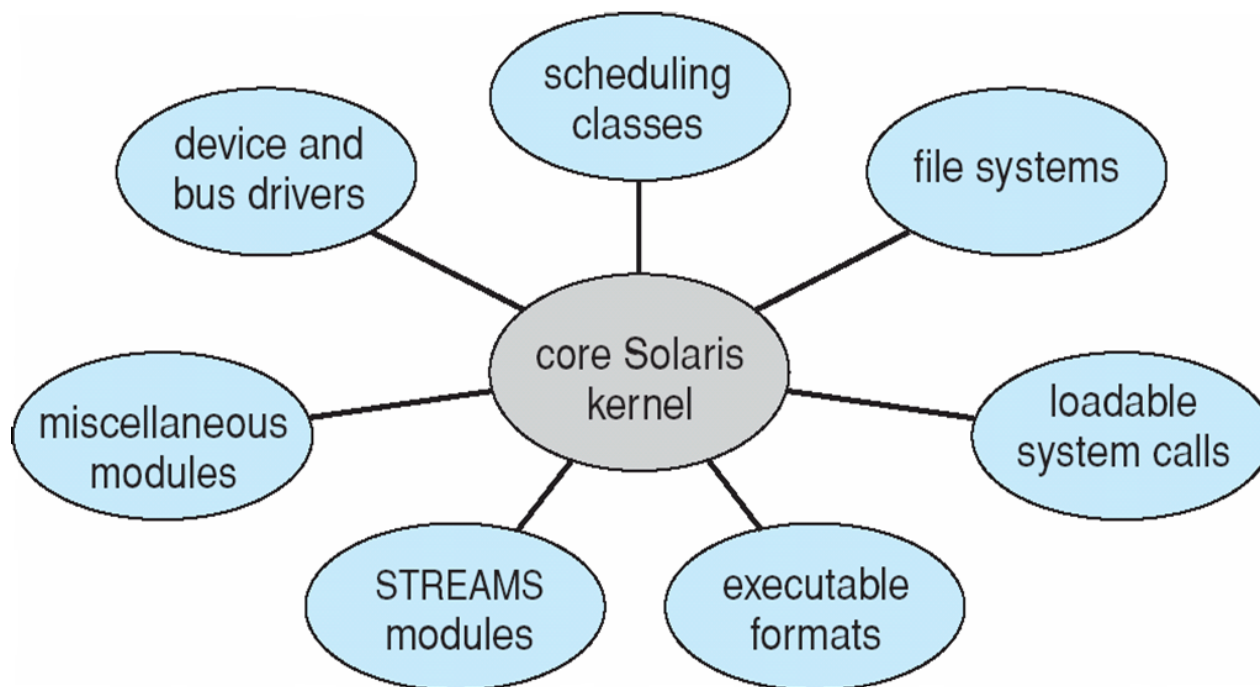 scheduling
classes
device and
bus drivers
file systems
core Solaris
kernel
loadable
system calls
miscellaneous
modules
STREAMS
modules
executable
formats